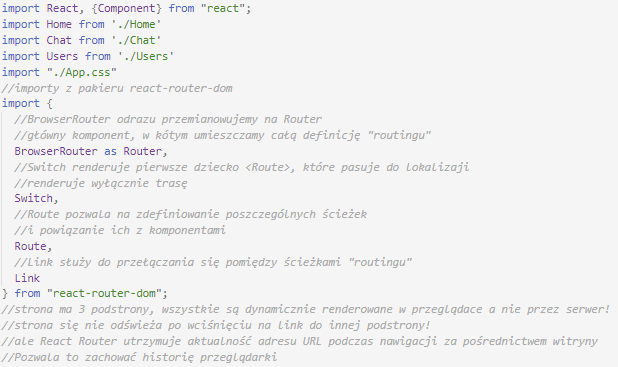 import React, {Component} from "react";
import Home from './Home'
import Chat from './Chat'
import Users from './Users'
import "./App.css"
//importy z pakieru react-router-dom
import {
//BrowserRouter odrazu przemianowujemy na Router
//główny komponent, w kótym umieszczamy całą definicję "routingu"
BrowserRouter as Router,
//Switch renderuje pierwsze dziecko <Route>, które pasuje do lokalizaji
//renderuje wyłącznie trasę
Switch,
//Route pozwala na zdefiniowanie poszczególnych ścieżek
//i powiązanie ich z komponentami
Route,
//Link służy do przełączania się pomiędzy ścieżkami "routingu"
Link
} from "react-router-dom";
//strona ma 3 podstrony, wszystkie są dynamicznie renderowane w przeglądace a nie przez serwer!
//strona się nie odświeża po wciśnięciu na link do innej podstrony!
//ale React Router utrzymuje aktualność adresu URL podczas nawigacji za pośrednictwem witryny
//Pozwala to zachować historię przeglądarki